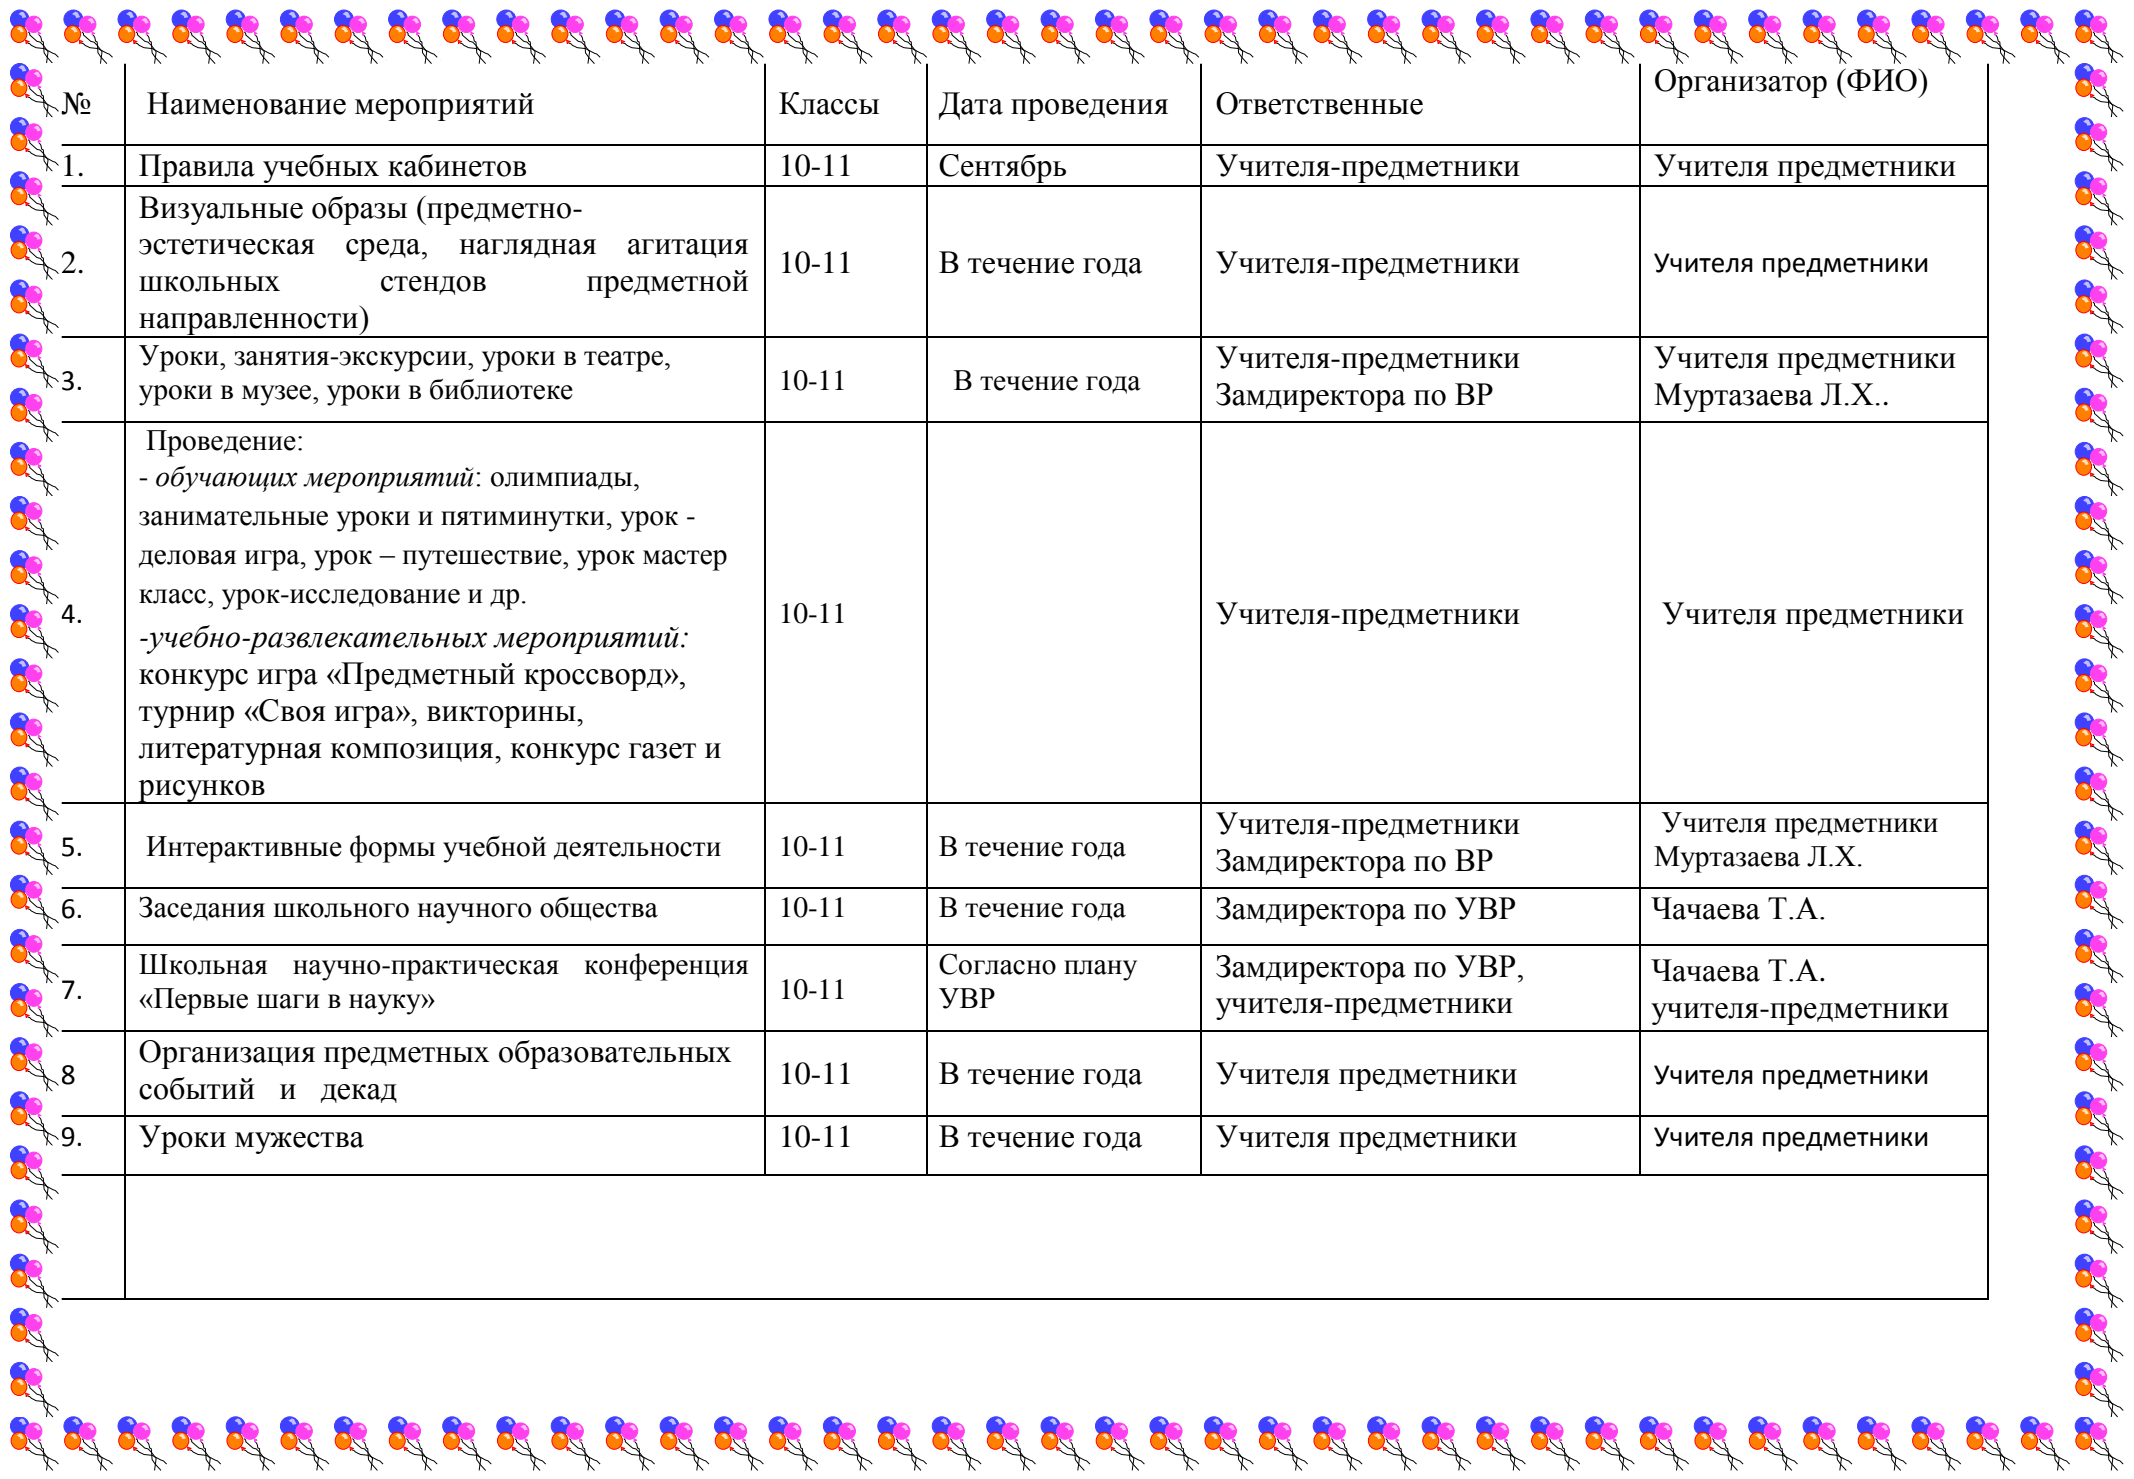 № Наименование мероприятий Классы Дата проведения Ответственные Организатор (ФИО)
1. Правила учебных кабинетов 10-11 Сентябрь Учителя-предметники Учителя предметники
Визуальные образы (предметно-
эстетическая среда, наглядная агитация
школьных стендов предметной
направленности)
2. 10-11 В течение года Учителя-предметники Учителя предметники
3. Уроки, занятия-экскурсии, уроки в театре,
уроки в музее, уроки в библиотеке
10-11 В течение года
Учителя-предметники
Замдиректора по ВР
Учителя предметники
Муртазаева Л.Х..
4. Проведение:
- обучающих мероприятий: олимпиады,
занимательные уроки и пятиминутки, урок -
деловая игра, урок – путешествие, урок мастер
класс, урок-исследование и др.
-учебно-развлекательных мероприятий:
конкурс игра «Предметный кроссворд»,
турнир «Своя игра», викторины,
литературная композиция, конкурс газет и
рисунков
10-11 Учителя-предметники Учителя предметники
5. Интерактивные формы учебной деятельности 10-11 В течение года
Учителя-предметники
Замдиректора по ВР
Учителя предметники
Муртазаева Л.Х.
6. Заседания школьного научного общества 10-11 В течение года Замдиректора по УВР Чачаева Т.А.
7. Школьная научно-практическая конференция
«Первые шаги в науку»
10-11
Согласно плану
УВР
Замдиректора по УВР,
учителя-предметники
Чачаева Т.А.
учителя-предметники
8 Организация предметных образовательных
событий и декад
10-11 В течение года Учителя предметники Учителя предметники
9. Уроки мужества 10-11 В течение года Учителя предметники Учителя предметники